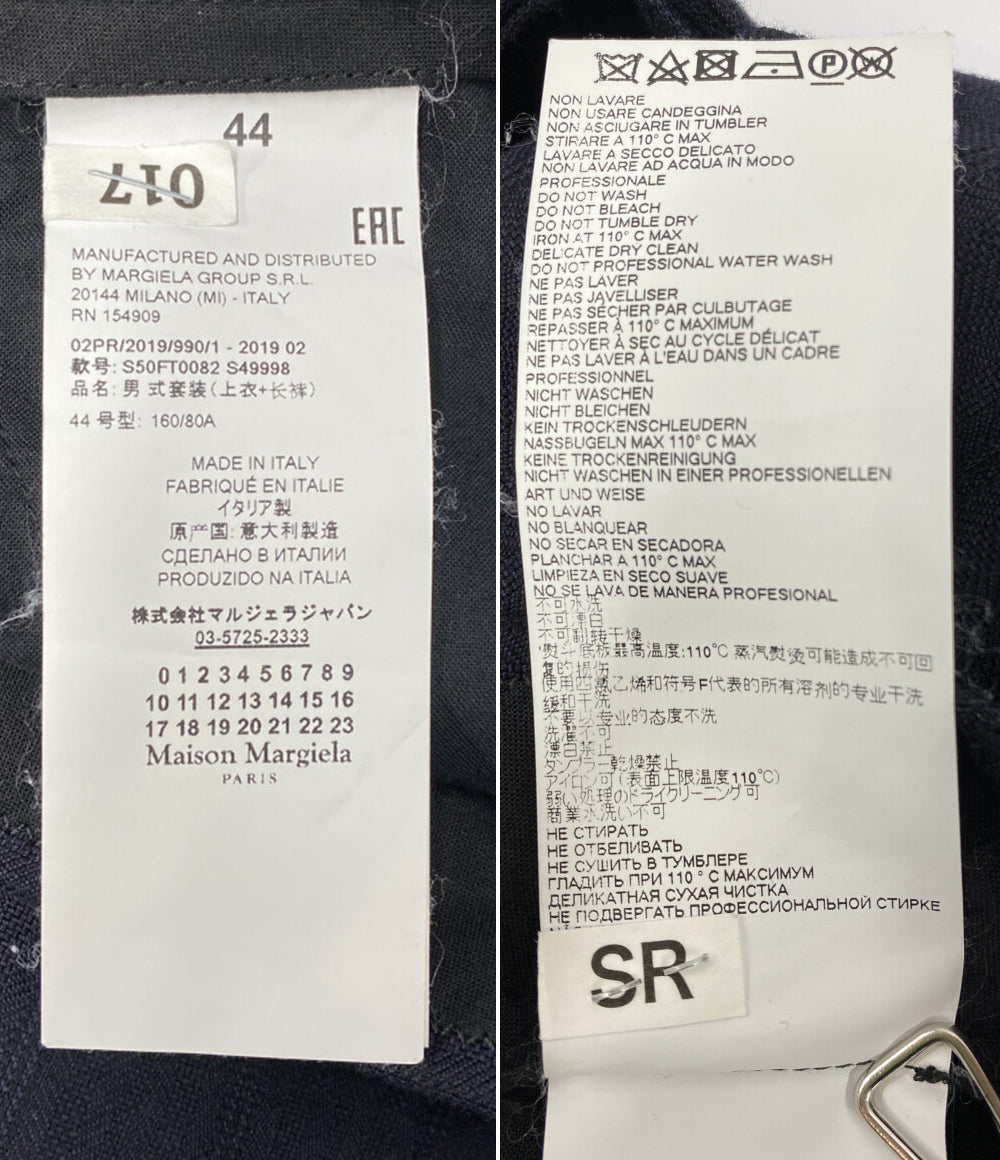 44
017
EAC
MANUFACTURED AND DISTRIBUTED
BY MARGIELA GROUP S.R.L.
20144 MILANO (MI) - ITALY
RN 154909
02PR/2019/990/1 - 2019 02
款号: S50FT0082 S49998
品名: 男 式套装(上衣+长裤)
44 号型: 160/80A
MADE IN ITALY
FABRIQUÉ EN ITALIE
イタリア製
原产国: 意大利製造
СДЕЛАНО В ИТАЛИИ
PRODUZIDO NA ITALIA
株式会社マルジェラジャパン
03-5725-2333
0 1 2 3 4 5 6 7 8 9
10 11 12 13 14 15 16
17 18 19 20 21 22 23
Maison Margiela
PARIS
P W
NON LAVARE
NON USARE CANDEGGINA
NON ASCIUGARE IN TUMBLER
STIRARE A 110° C MAX
LAVARE A SECCO DELICATO
NON LAVARE AD ACQUA IN MODO
PROFESSIONALE
DO NOT WASH
DO NOT BLEACH
DO NOT TUMBLE DRY
IRON AT 110° C MAX
DELICATE DRY CLEAN
DO NOT PROFESSIONAL WATER WASH
NE PAS LAVER
NE PAS JAVELLISER
NE PAS SÉCHER PAR CULBUTAGE
REPASSER À 110° C MAXIMUM
NETTOYER À SEC AU CYCLE DÉLICAT
NE PAS LAVER À L'EAU DANS UN CADRE
PROFESSIONNEL
NICHT WASCHEN
NICHT BLEICHEN
KEIN TROCKENSCHLEUDERN
NASSBUGELN MAX 110° C MAX
KEINE TROCKENREINIGUNG
NICHT WASCHEN IN EINER PROFESSIONELLEN
ART UND WEISE
NO LAVAR
NO BLANQUEAR
NO SECAR EN SECADORA
PLANCHAR A 110° C MAX
LIMPIEZA EN SECO SUAVE
NO SE LAVA DE MANERA PROFESIONAL
不可水洗
不可漂白
不可翻转干燥
熨斗底板最高温度:110℃ 蒸汽熨烫可能造成不可回
复的损伤
使用四氯乙烯和符号F代表的所有溶剂的专业干洗
缓和干洗
不要以专业的态度不洗
洗濯不可
漂白禁止
タンブラー乾燥禁止
アイロン可(表面上限温度110℃)
弱い処理のドライクリーニング可
商業水洗い不可
НЕ СТИРАТЬ
НЕ ОТБЕЛИВАТЬ
НЕ СУШИТЬ В ТУМБЛЕРЕ
ГЛАДИТЬ ПРИ 110 ° С МАКСИМУМ
ДЕЛИКАТНАЯ СУХАЯ ЧИСТКА
НЕ ПОДВЕРГАТЬ ПРОФЕССИОНАЛЬНОЙ СТИРКЕ
SR